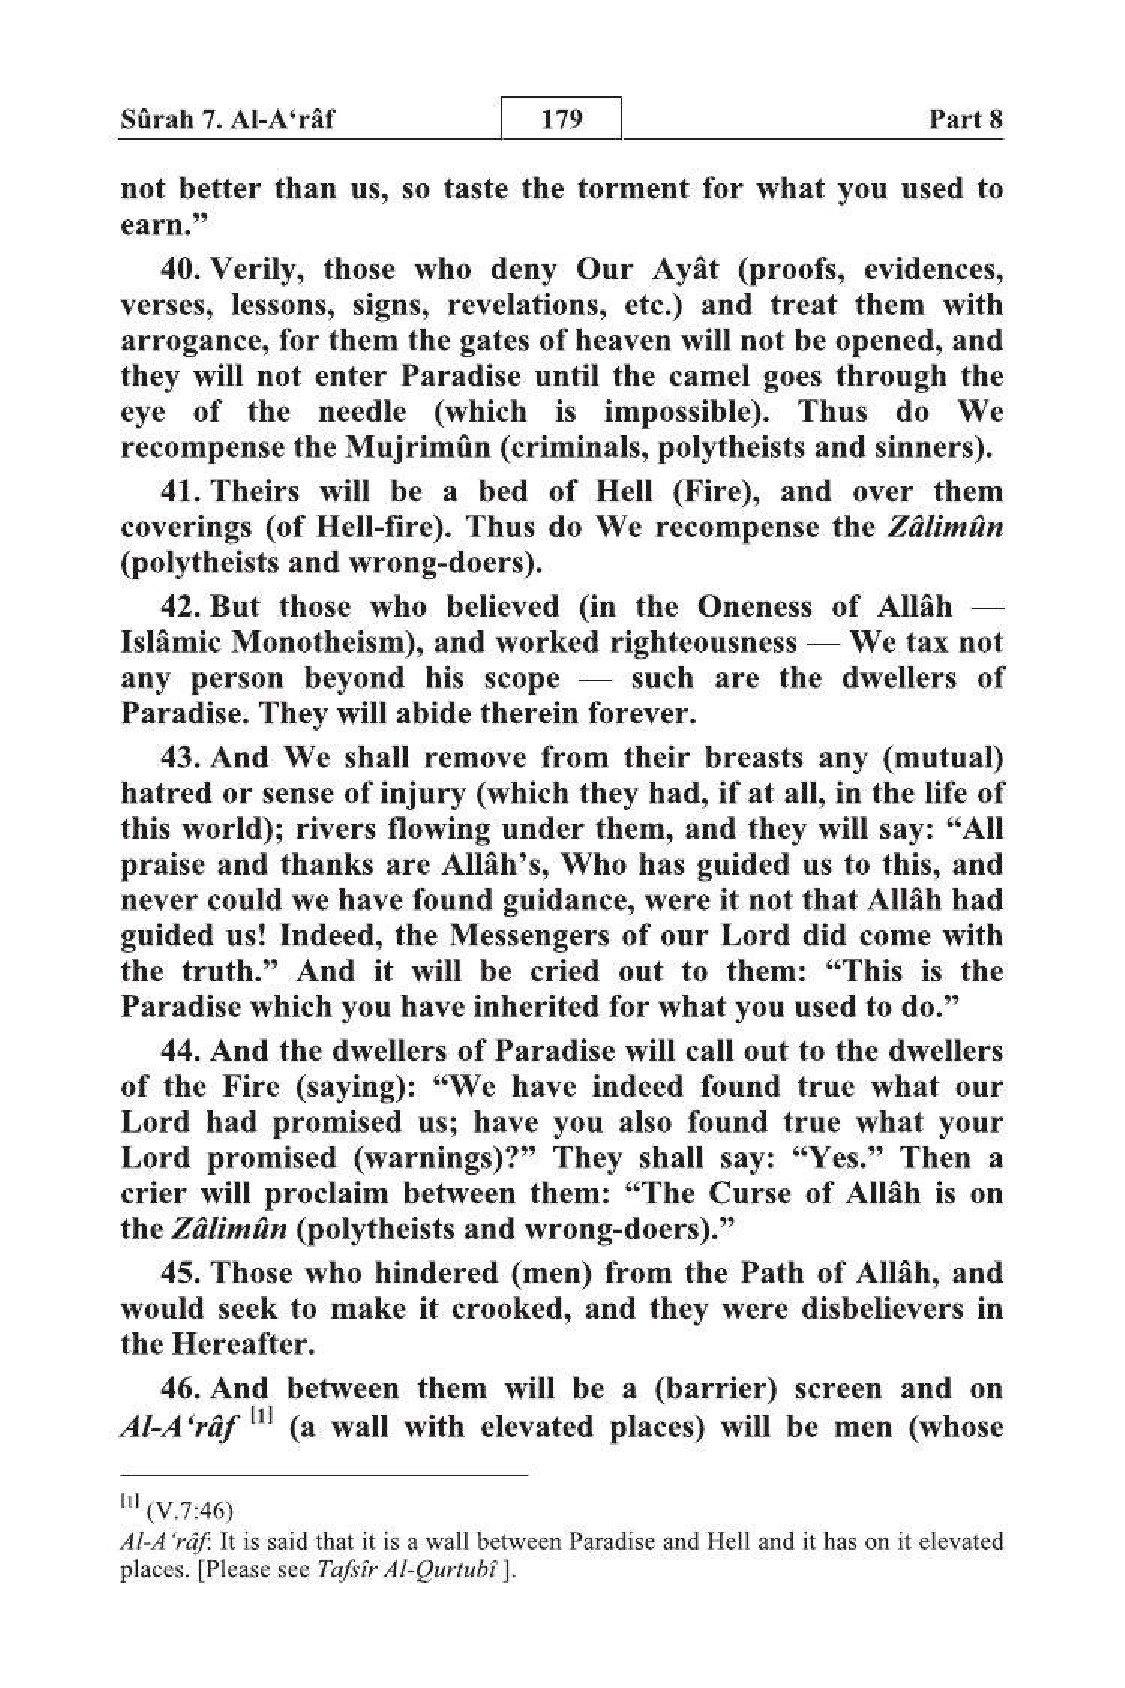 Sûrah 7. Al-A‘râf 179 Part 8
not better than us, so taste the torment for what you used to
earn.”
40. Verily, those who deny Our Ayât (proofs, evidences,
verses, lessons, signs, revelations, etc.) and treat them with
arrogance, for them the gates of heaven will not be opened, and
they will not enter Paradise until the camel goes through the
eye of the needle (which is impossible). Thus do We
recompense the Mujrimûn (criminals, polytheists and sinners).
41. Theirs will be a bed of Hell (Fire), and over them
coverings (of Hell-fire). Thus do We recompense the Zâlimûn
(polytheists and wrong-doers).
42. But those who believed (in the Oneness of Allâh —
Islâmic Monotheism), and worked righteousness — We tax not
any person beyond his scope — such are the dwellers of
Paradise. They will abide therein forever.
43. And We shall remove from their breasts any (mutual)
hatred or sense of injury (which they had, if at all, in the life of
this world); rivers flowing under them, and they will say: “All
praise and thanks are Allâh’s, Who has guided us to this, and
never could we have found guidance, were it not that Allâh had
guided us! Indeed, the Messengers of our Lord did come with
the truth.” And it will be cried out to them: “This is the
Paradise which you have inherited for what you used to do.”
44. And the dwellers of Paradise will call out to the dwellers
of the Fire (saying): “We have indeed found true what our
Lord had promised us; have you also found true what your
Lord promised (warnings)?” They shall say: “Yes.” Then a
crier will proclaim between them: “The Curse of Allâh is on
the Zâlimûn (polytheists and wrong-doers).”
45. Those who hindered (men) from the Path of Allâh, and
would seek to make it crooked, and they were disbelievers in
the Hereafter.
46. And between them will be a (barrier) screen and on
Al-A‘râf [1] (a wall with elevated places) will be men (whose
[1] (V.7:46)
Al-A‘râf: It is said that it is a wall between Paradise and Hell and it has on it elevated
places. [Please see Tafsîr Al-Qurtubî ].